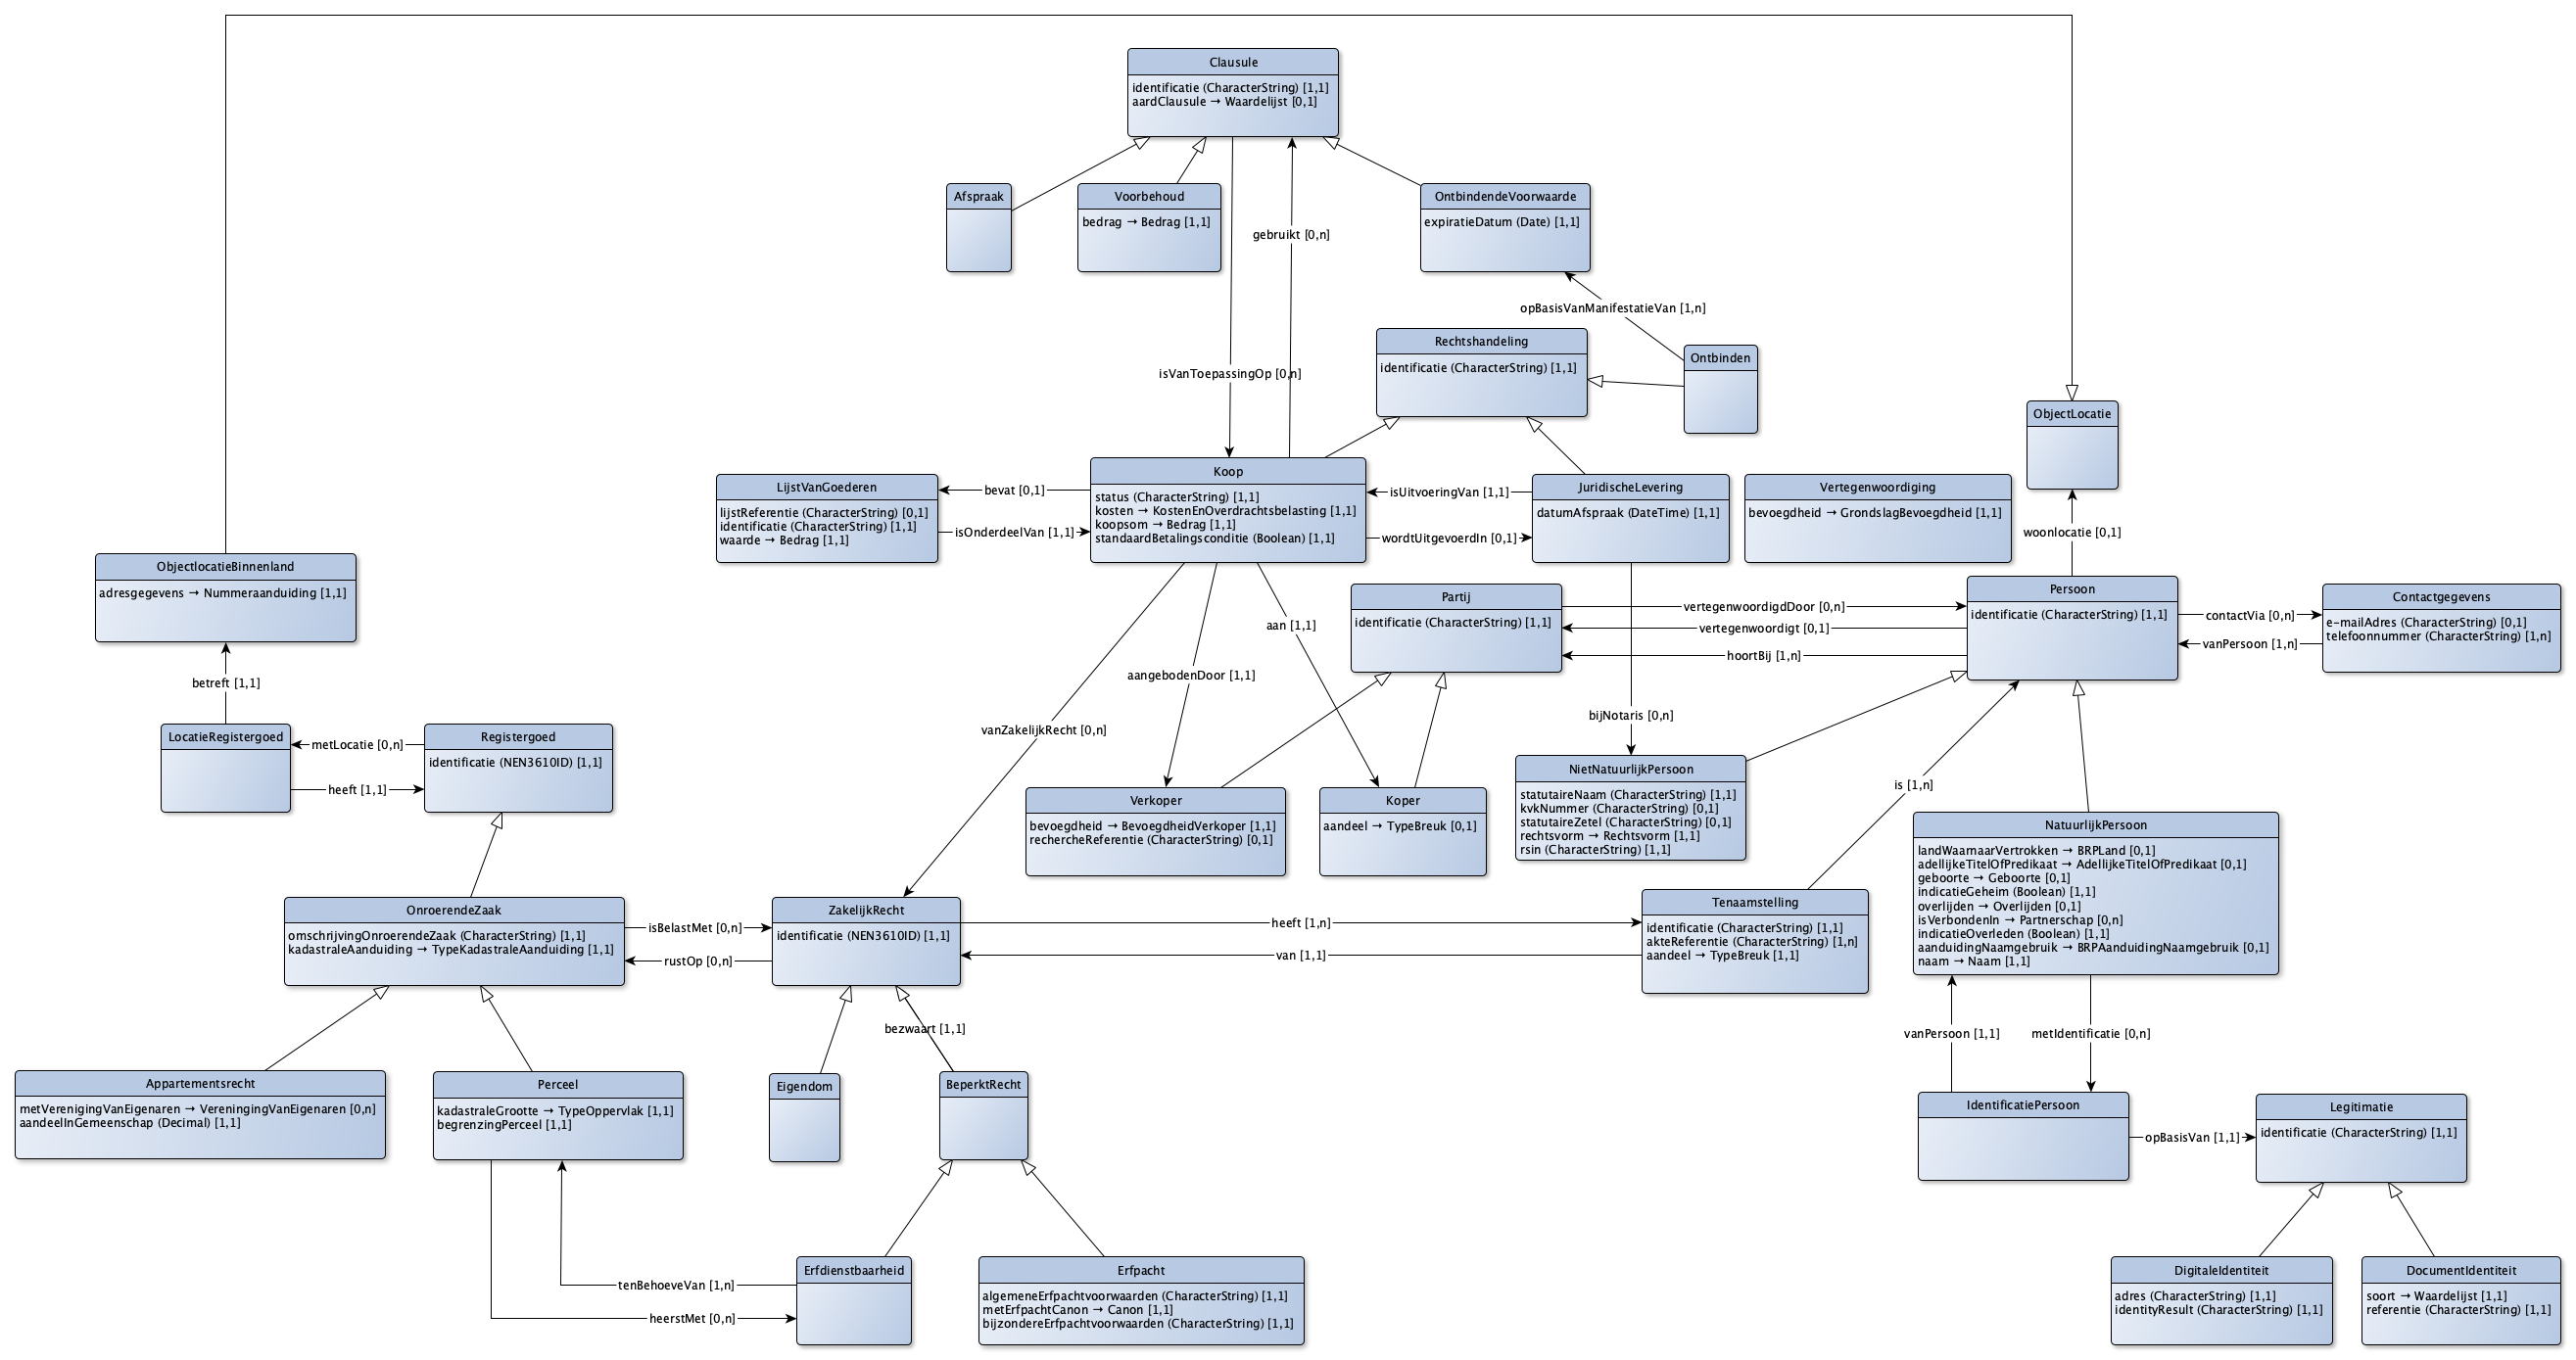 Clausule
identificatie (CharacterString) [1,1]
aardClausule → Waardelijst [0,1]
Afspraak
Voorbehoud
bedrag → Bedrag [1,1]
OntbindendeVoorwaarde
expiratieDatum (Date) [1,1]
gebruikt [0,n]
opBasisVanManifestatieVan [1,n]
isVanToepassingOp [0,n]
Rechtshandeling
identificatie (CharacterString) [1,1]
Ontbinden
ObjectLocatie
LijstVanGoederen
lijstReferentie (CharacterString) [0,1]
identificatie (CharacterString) [1,1]
waarde → Bedrag [1,1]
bevat [0,1]
isOnderdeelVan [1,1]
Koop
status (CharacterString) [1,1]
kosten → KostenEnOverdrachtsbelasting [1,1]
koopsom → Bedrag [1,1]
standaardBetalingsconditie (Boolean) [1,1]
isUitvoeringVan [1,1]
wordtUitgevoerdIn [0,1]
JuridischeLevering
datumAfspraak (DateTime) [1,1]
Vertegenwoordiging
bevoegdheid → GrondslagBevoegdheid [1,1]
woonlocatie [0,1]
ObjectlocatieBinnenland
adresgegevens → Nummeraanduiding [1,1]
Partij
identificatie (CharacterString) [1,1]
vertegenwoordigdDoor [0,n]
vertegenwoordigt [0,1]
hoortBij [1,n]
Persoon
identificatie (CharacterString) [1,1]
contactVia [0,n]
vanPersoon [1,n]
Contactgegevens
e-mailAdres (CharacterString) [0,1]
telefoonnummer (CharacterString) [1,n]
aan [1,1]
aangebodenDoor [1,1]
betreft [1,1]
bijNotaris [0,n]
vanZakelijkRecht [0,n]
LocatieRegistergoed
metLocatie [0,n]
heeft [1,1]
Registergoed
identificatie (NEN3610ID) [1,1]
Verkoper
bevoegdheid → BevoegdheidVerkoper [1,1]
rechercheReferentie (CharacterString) [0,1]
Koper
aandeel → TypeBreuk [0,1]
NietNatuurlijkPersoon
statutaireNaam (CharacterString) [1,1]
kvkNummer (CharacterString) [0,1]
statutaireZetel (CharacterString) [0,1]
rechtsvorm → Rechtsvorm [1,1]
rsin (CharacterString) [1,1]
is [1,n]
NatuurlijkPersoon
landWaarnaarVertrokken → BRPLand [0,1]
adellijkeTitelOfPredikaat → AdellijkeTitelOfPredikaat [0,1]
geboorte → Geboorte [0,1]
indicatieGeheim (Boolean) [1,1]
overlijden → Overlijden [0,1]
isVerbondenIn → Partnerschap [0,n]
indicatieOverleden (Boolean) [1,1]
aanduidingNaamgebruik → BRPAanduidingNaamgebruik [0,1]
naam → Naam [1,1]
OnroerendeZaak
omschrijvingOnroerendeZaak (CharacterString) [1,1]
kadastraleAanduiding → TypeKadastraleAanduiding [1,1]
isBelastMet [0,n]
rustOp [0,n]
ZakelijkRecht
identificatie (NEN3610ID) [1,1]
heeft [1,n]
van [1,1]
Tenaamstelling
identificatie (CharacterString) [1,1]
akteReferentie (CharacterString) [1,n]
aandeel → TypeBreuk [1,1]
bezwaart [1,1]
vanPersoon [1,1]
metIdentificatie [0,n]
Appartementsrecht
metVerenigingVanEigenaren → VereningingVanEigenaren [0,n]
aandeelInGemeenschap (Decimal) [1,1]
Perceel
kadastraleGrootte → TypeOppervlak [1,1]
begrenzingPerceel [1,1]
Eigendom
BeperktRecht
IdentificatiePersoon
opBasisVan [1,1]
Legitimatie
identificatie (CharacterString) [1,1]
tenBehoeveVan [1,n]
heerstMet [0,n]
Erfdienstbaarheid
Erfpacht
algemeneErfpachtvoorwaarden (CharacterString) [1,1]
metErfpachtCanon → Canon [1,1]
bijzondereErfpachtvoorwaarden (CharacterString) [1,1]
DigitaleIdentiteit
adres (CharacterString) [1,1]
identityResult (CharacterString) [1,1]
DocumentIdentiteit
soort → Waardelijst [1,1]
referentie (CharacterString) [1,1]